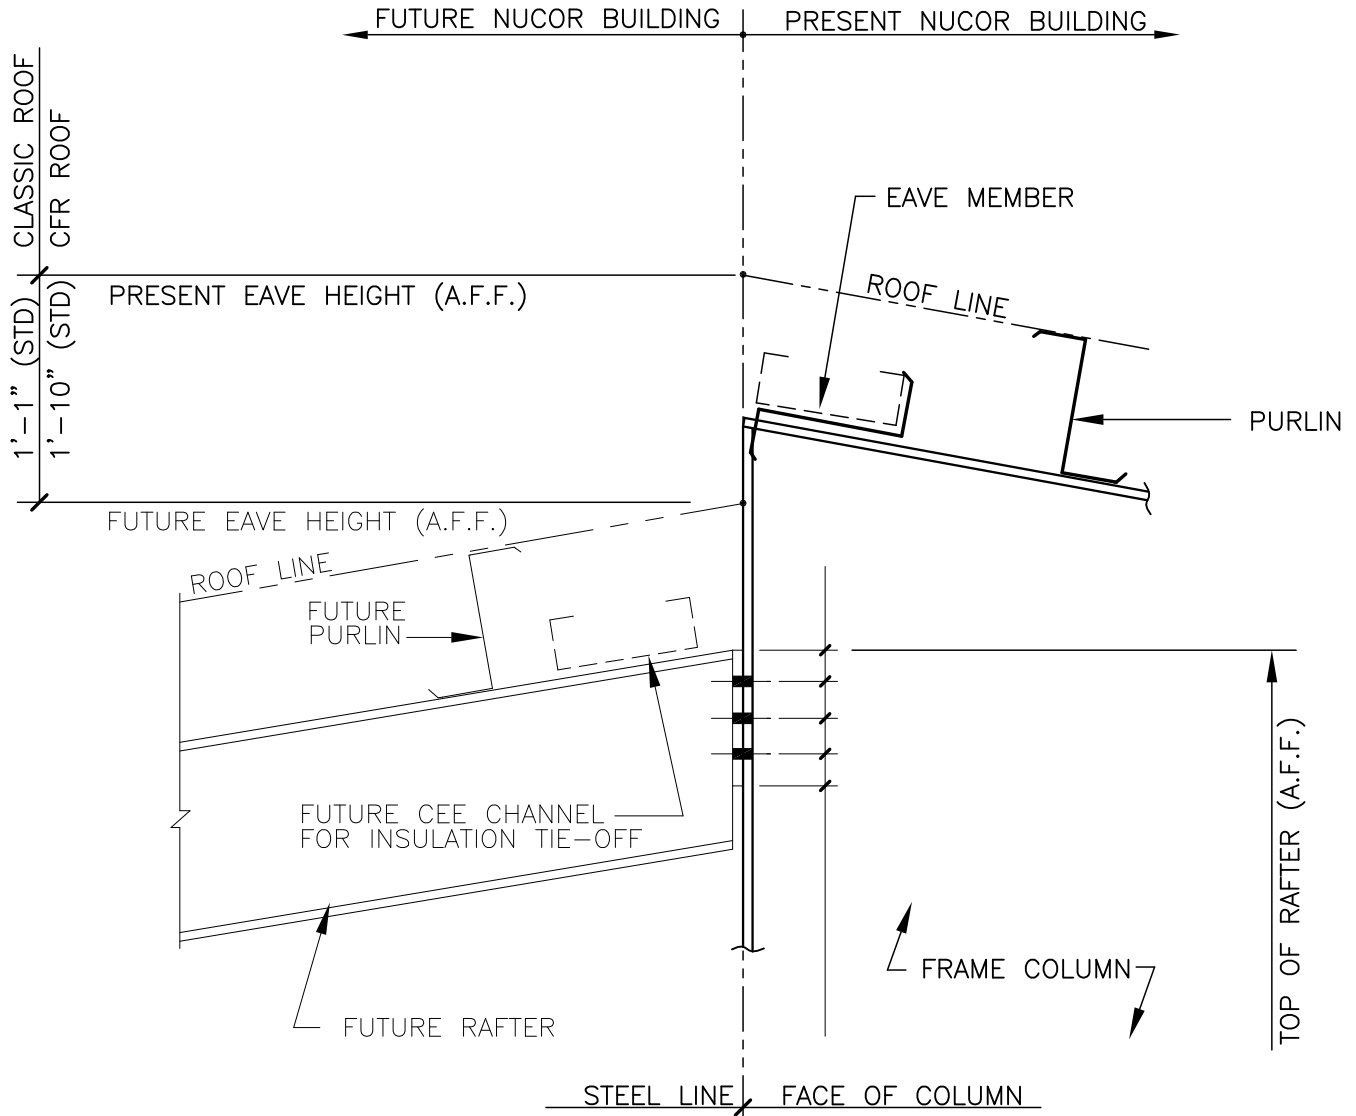 FUTURE NUCOR BUILDING
PRESENT NUCOR BUILDING
CLASSIC ROOF
CFR ROOF
EAVE MEMBER
ROOF LINE
PRESENT EAVE HEIGHT (A.F.F.)
1'-1" (STD)
1'-10" (STD)
PURLIN
FUTURE EAVE HEIGHT (A.F.F.)
ROOF LINE
FUTURE
PURLIN
FUTURE CEE CHANNEL
FOR INSULATION TIE-OFF
TOP OF RAFTER (A.F.F.)
FRAME COLUMN
FUTURE RAFTER
STEEL LINE
FACE OF COLUMN